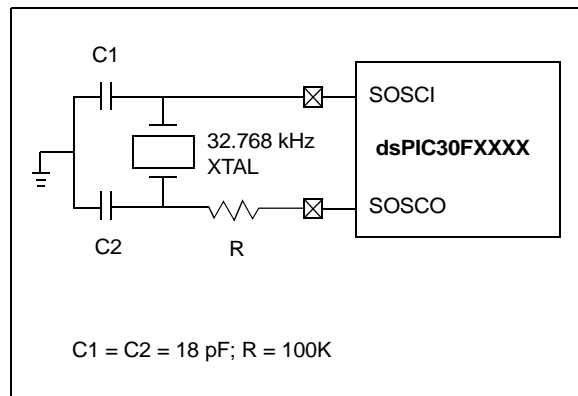 C1
SOSCI
32.768 kHz
XTAL
dsPIC30FXXXX
SOSCO
C2
R
C1 = C2 = 18 pF; R = 100K